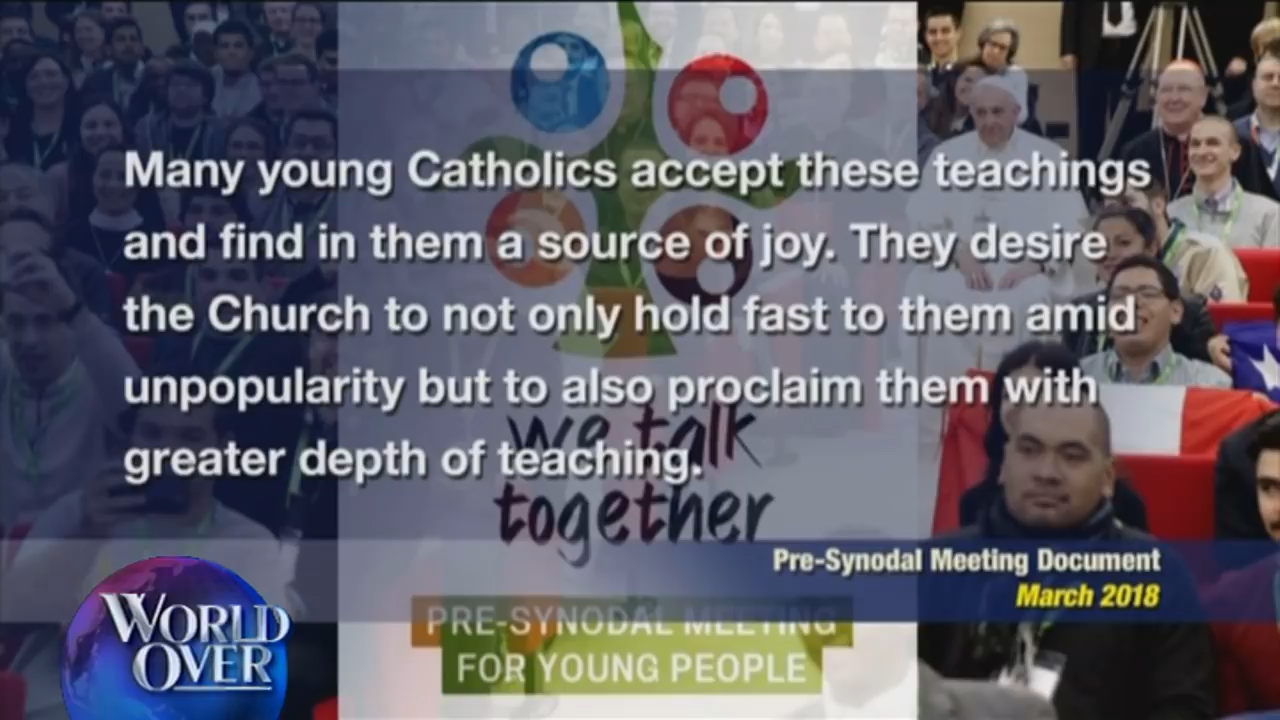 Many young Catholics accept these teachings
and find in them a source of joy. They desire
the Church to not only hold fast to them amid
unpopularity but to also proclaim them with
greater depth of teaching.
we talk
together
Pre-Synodal Meeting Document
March 2018
PRE-SYNODAL MEETING
FOR YOUNG PEOPLE
WORLD
OVER